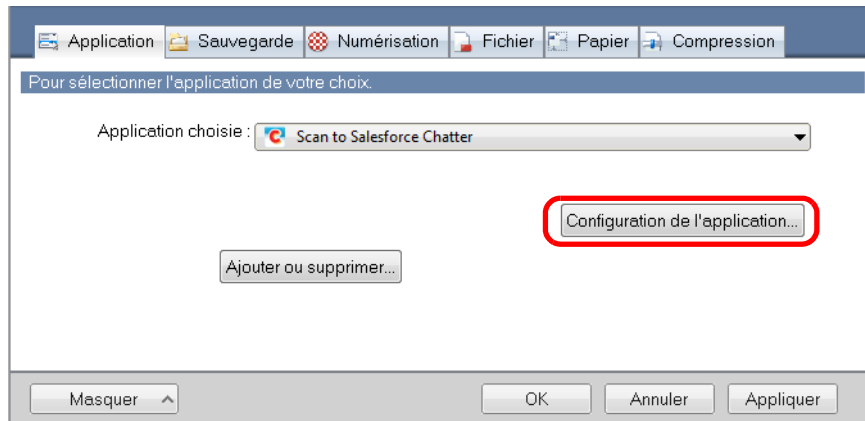 Application Sauvegarde Numérisation Fichier Papier Compression
Pour sélectionner l'application de votre choix.
Application choisie : Scan to Salesforce Chatter
Configuration de l'application...
Ajouter ou supprimer...
Masquer OK Annuler Appliquer